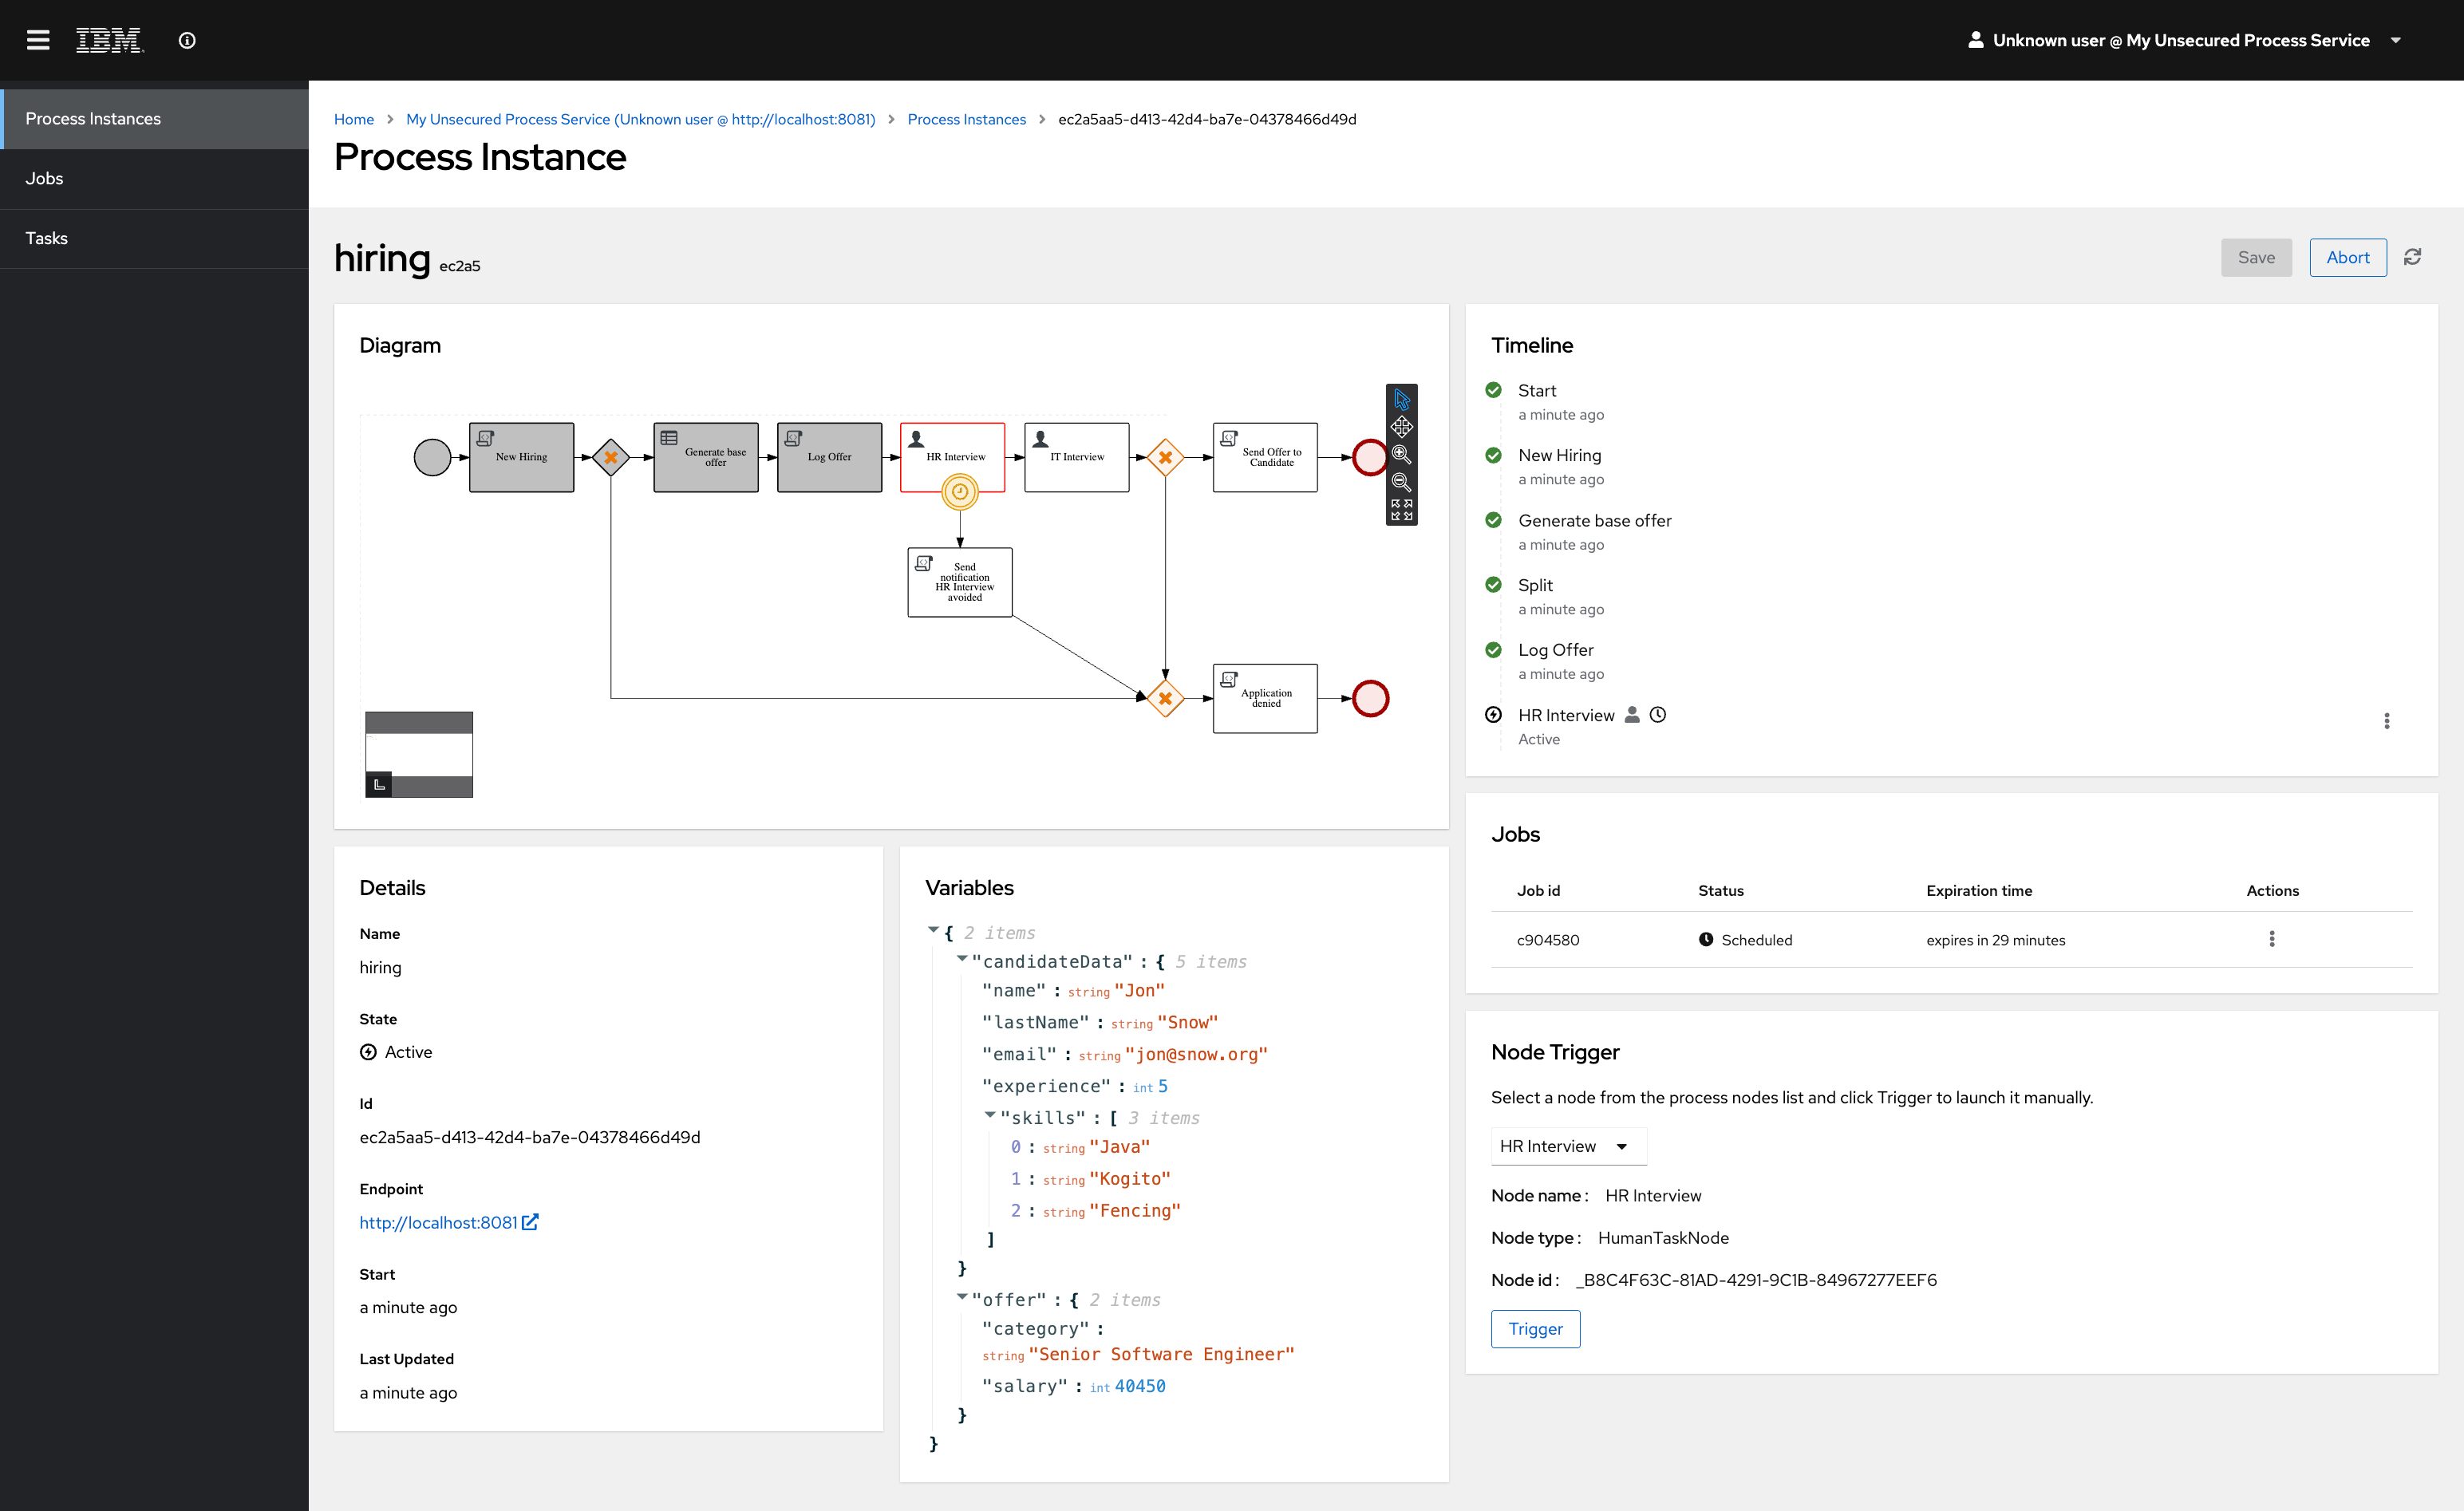 IBM
Unknown user @ My Unsecured Process Service
Process Instances
Jobs
Tasks
Home > My Unsecured Process Service (Unknown user @ http://localhost:8081) > Process Instances > ec2a5aa5-d413-42d4-ba7e-04378466d49d
Process Instance
hiring ec2a5
Save
Abort
Diagram
New Hiring
Generate base
offer
Log Offer
HR Interview
IT Interview
Send Offer to
Candidate
Send
notification
HR Interview
avoided
Application
denied
Timeline
Start
a minute ago
New Hiring
a minute ago
Generate base offer
a minute ago
Split
a minute ago
Log Offer
a minute ago
HR Interview
Active
Details
Name
hiring
State
Active
Id
ec2a5aa5-d413-42d4-ba7e-04378466d49d
Endpoint
http://localhost:8081
Start
a minute ago
Last Updated
a minute ago
Variables
{ 2 items
"candidateData" : { 5 items
"name" : string "Jon"
"lastName" : string "Snow"
"email" : string "jon@snow.org"
"experience" : int 5
"skills" : [ 3 items
0 : string "Java"
1 : string "Kogito"
2 : string "Fencing"
]
}
"offer" : { 2 items
"category" :
string "Senior Software Engineer"
"salary" : int 40450
}
}
Jobs
Job id Status Expiration time Actions
c904580 Scheduled expires in 29 minutes
Node Trigger
Select a node from the process nodes list and click Trigger to launch it manually.
HR Interview
Node name : HR Interview
Node type : HumanTaskNode
Node id : _B8C4F63C-81AD-4291-9C1B-84967277EEF6
Trigger